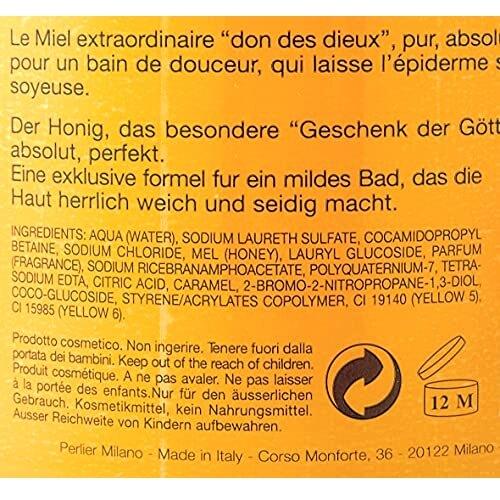 Le Miel extraordinaire “don des dieux”, pur, absolu
pour un bain de douceur, qui laisse l'épiderme s
soyeuse.
Der Honig, das besondere “Geschenk der Gött
absolut, perfekt.
Eine exklusive formel fur ein mildes Bad, das die
Haut herrlich weich und seidig macht.
INGREDIENTS: AQUA (WATER), SODIUM LAURETH SULFATE, COCAMIDOPROPYL
BETAINE, SODIUM CHLORIDE, MEL (HONEY), LAURYL GLUCOSIDE, PARFUM
(FRAGRANCE), SODIUM RICEBRANAMPHOACETATE, POLYQUATERNIUM-7, TETRA-
SODIUM EDTA, CITRIC ACID, CARAMEL, 2-BROMO-2-NITROPROPANE-1,3-DIOL,
COCO-GLUCOSIDE, STYRENE/ACRYLATES COPOLYMER, CI 19140 (YELLOW 5),
CI 15985 (YELLOW 6).
Prodotto cosmetico. Non ingerire. Tenere fuori dalla
portata dei bambini. Keep out of the reach of children.
Produit cosmétique. A ne pas avaler. Ne pas laisser
à la portée des enfants.Nur für den äusserlichen
Gebrauch. Kosmetikmittel, kein Nahrungsmittel.
Ausser Reichweite von Kindern aufbewahren.
12 M
Perlier Milano - Made in Italy - Corso Monforte, 36 - 20122 Milano